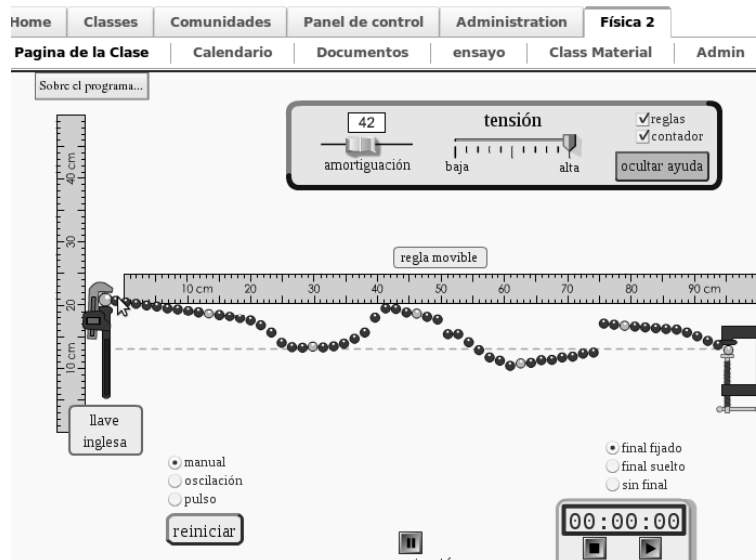 Home Classes Comunidades Panel de control Administration Física 2
Pagina de la Clase Calendario Documentos ensayo Class Material Admin
Sobre el programa...
42
amortiguación
tensión
baja alta
reglas
contador
ocultar ayuda
40 cm
30
20
10 cm
regla movible
10 cm 20 30 40 50 60 70 80 90 cm
llave
inglesa
manual
oscilación
pulso
reiniciar
final fijado
final suelto
sin final
00:00:00